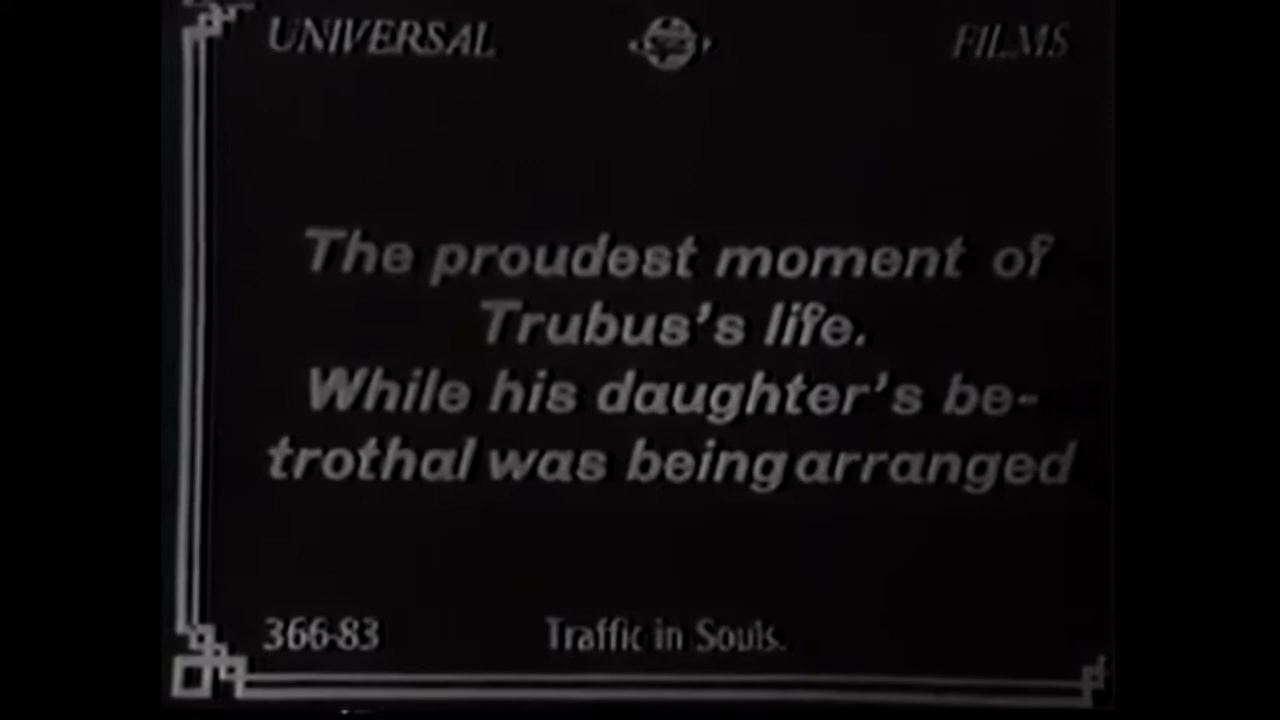 UNIVERSAL FILMS
The proudest moment of
Trubus's life.
While his daughter's be-
trothal was being arranged
366-83 Traffic in Souls.